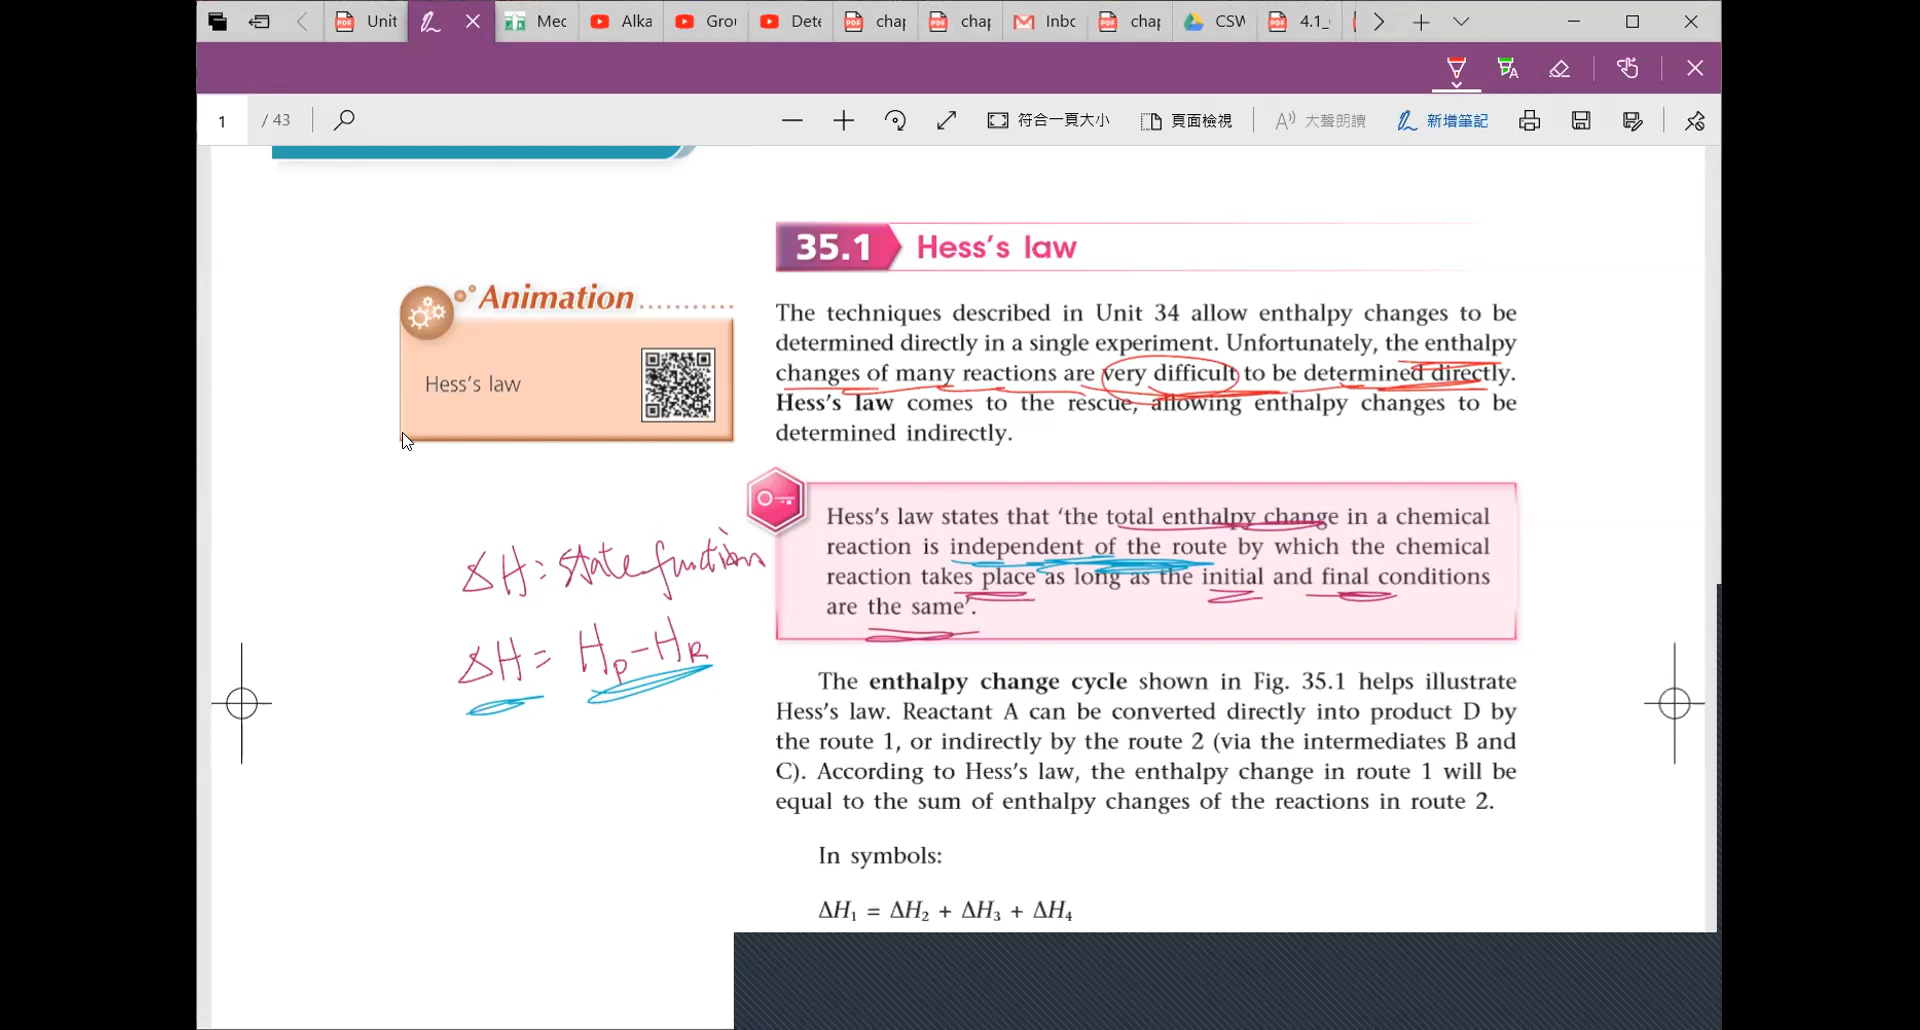 Unit
Mec
Alka
Grou
Dete
chap
chap
Inbo
chap
CSW
4.1_
1 / 43
符合一頁大小
頁面檢視
大聲朗讀
新增筆記
35.1 Hess's law
Animation
Hess's law
The techniques described in Unit 34 allow enthalpy changes to be
determined directly in a single experiment. Unfortunately, the enthalpy
changes of many reactions are very difficult to be determined directly.
Hess's law comes to the rescue, allowing enthalpy changes to be
determined indirectly.
Hess's law states that ‘the total enthalpy change in a chemical
reaction is independent of the route by which the chemical
reaction takes place as long as the initial and final conditions
are the same’.
ΔH = state function
ΔH = Hp - HR
The enthalpy change cycle shown in Fig. 35.1 helps illustrate
Hess's law. Reactant A can be converted directly into product D by
the route 1, or indirectly by the route 2 (via the intermediates B and
C). According to Hess's law, the enthalpy change in route 1 will be
equal to the sum of enthalpy changes of the reactions in route 2.
In symbols:
ΔH₁ = ΔH₂ + ΔH₃ + ΔH₄